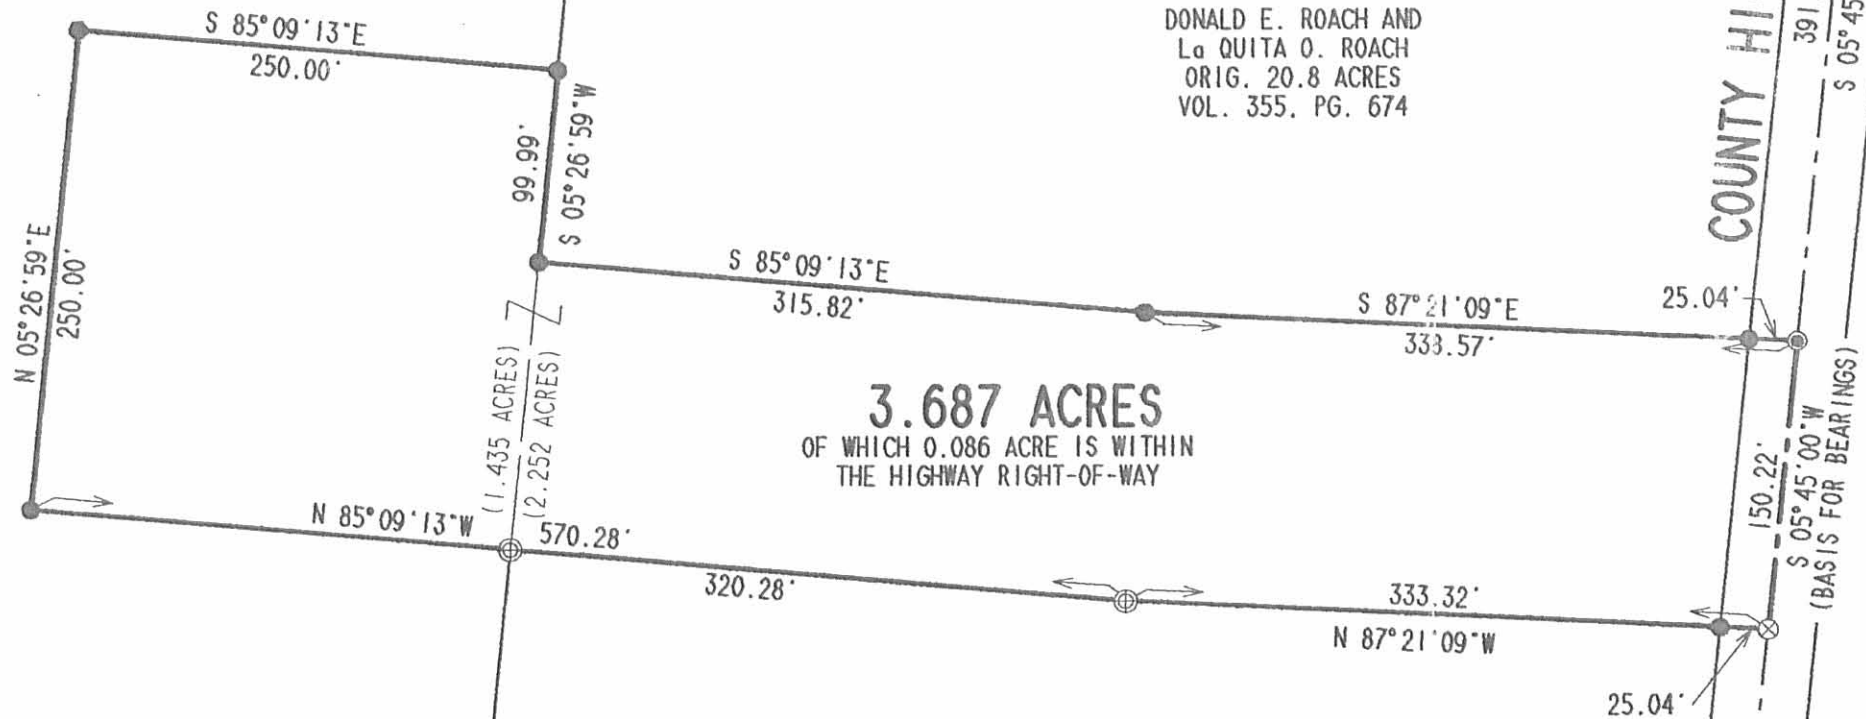 S 85°09'13"E
250.00'
DONALD E. ROACH AND
La QUITA O. ROACH
ORIG. 20.8 ACRES
VOL. 355, PG. 674
COUNTY HI
391
S 05°45
99.99'
S 05°26'59"W
N 05°26'59"E
250.00'
S 85°09'13"E
315.82'
S 87°21'09"E
25.04'
(1.435 ACRES)
(2.252 ACRES)
3.687 ACRES
OF WHICH 0.086 ACRE IS WITHIN
THE HIGHWAY RIGHT-OF-WAY
150.22'
S 05°45'00"W
(BASIS FOR BEARINGS)
N 85°09'13"W
570.28'
320.28'
333.32'
N 87°21'09"W
25.04'